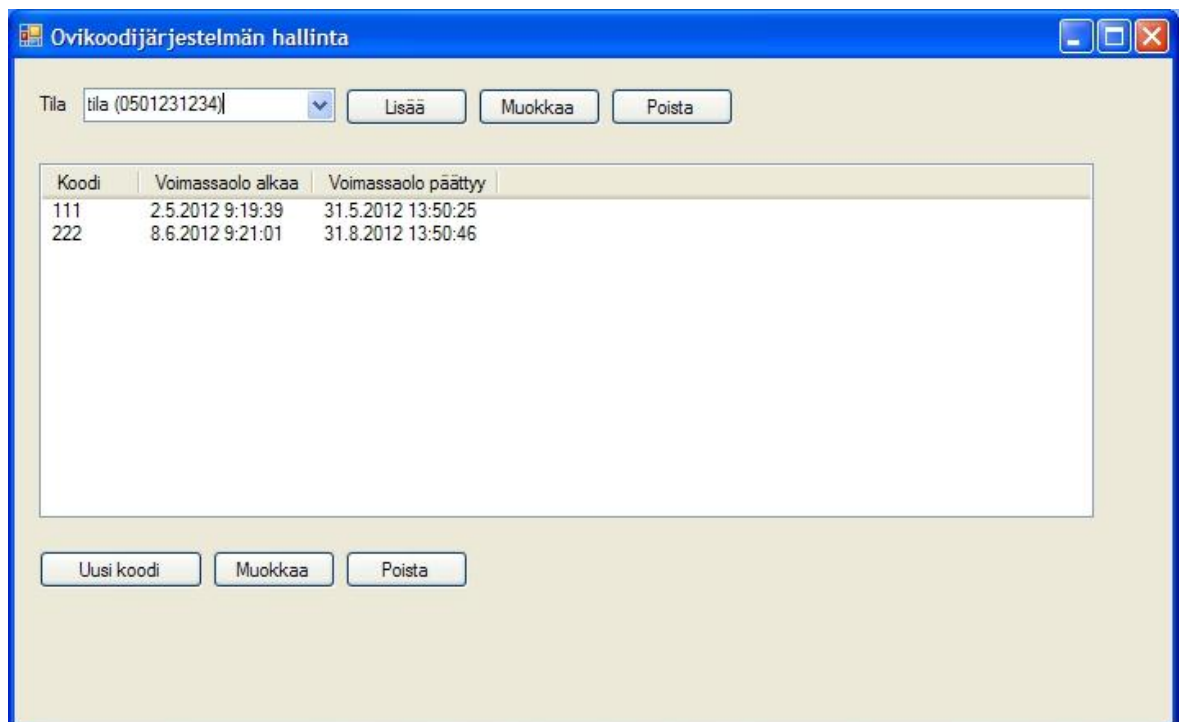 Ovikoodijärjestelmän hallinta
Tila tila (0501231234) Lisää Muokkaa Poista
Koodi Voimassaolo alkaa Voimassaolo päättyy
111 2.5.2012 9:19:39 31.5.2012 13:50:25
222 8.6.2012 9:21:01 31.8.2012 13:50:46
Uusi koodi Muokkaa Poista